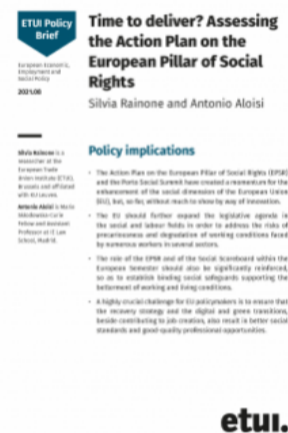 ETUI Policy
Brief
European Economic,
Employment and
Social Policy
2021.08
Time to deliver? Assessing
the Action Plan on the
European Pillar of Social
Rights
Silvia Rainone and Antonio Aloisi
Silvia Rainone is a
researcher at the
European Trade
Union Institute (ETUI),
Brussels and affiliated
with KU Leuven.
Antonio Aloisi is Marie
Skłodowska-Curie
Fellow and Assistant
Professor at IE Law
School, Madrid.
Policy implications
• The Action Plan on the European Pillar of Social Rights (EPSR)
and the Porto Social Summit have created a momentum for the
enhancement of the social dimension of the European Union
(EU), but, so far, without much to show by way of innovation.
• The EU should further expand the legislative agenda in
the social and labour fields in order to address the risks of
precariousness and degradation of working conditions faced
by numerous workers in several sectors.
• The role of the EPSR and of the Social Scoreboard within the
European Semester should also be significantly reinforced,
so as to establish binding social safeguards supporting the
betterment of working and living conditions.
• A highly crucial challenge for EU policymakers is to ensure that
the recovery strategy and the digital and green transitions,
beside contributing to job creation, also result in better social
standards and good-quality professional opportunities.
etui.